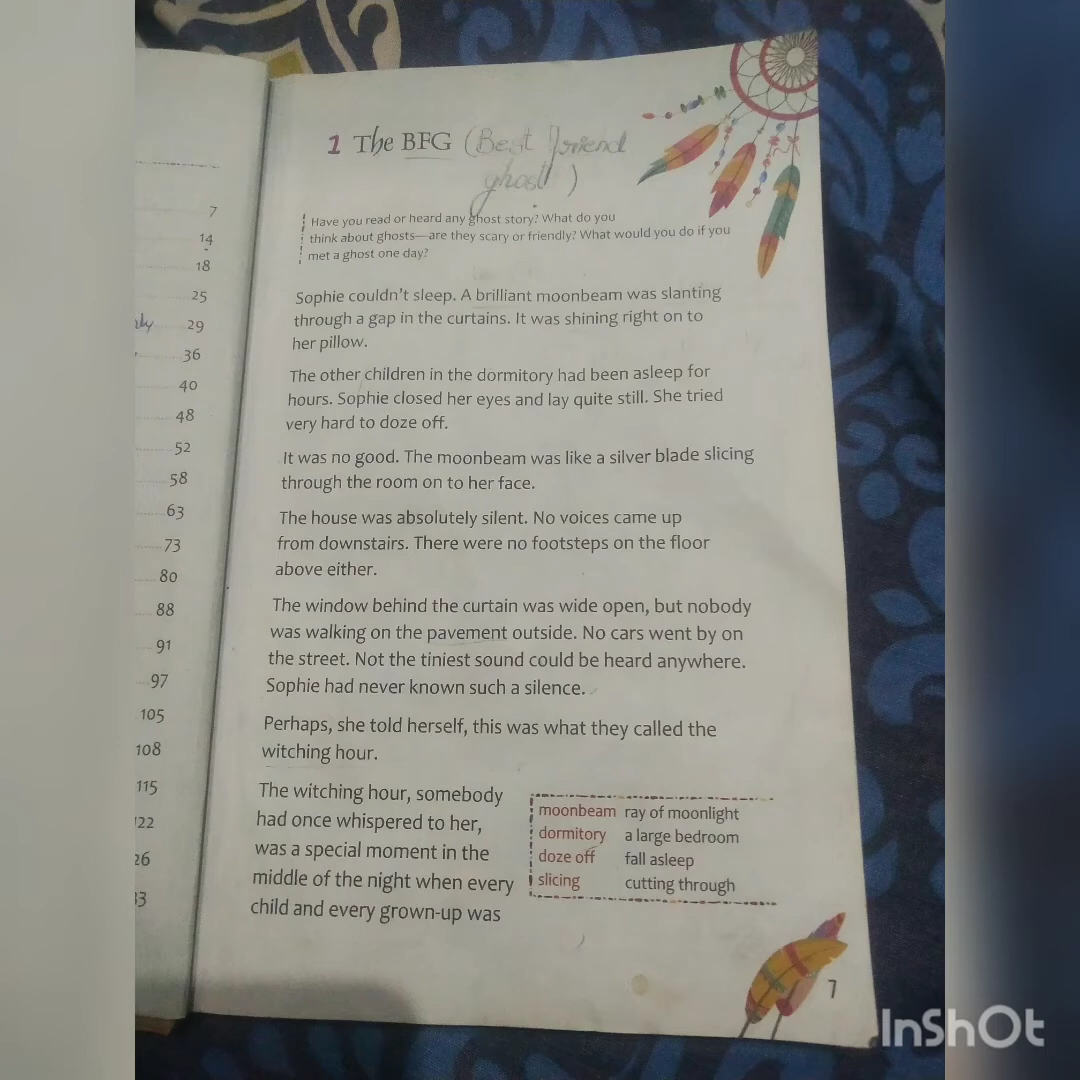 7
14
18
25
29
36
40
48
52
58
63
73
80
88
91
97
105
108
115
22
26
3
1 The BFG (Best friend
ghost)
Have you read or heard any ghost story? What do you
think about ghosts—are they scary or friendly? What would you do if you
met a ghost one day?
Sophie couldn't sleep. A brilliant moonbeam was slanting
through a gap in the curtains. It was shining right on to
her pillow.
The other children in the dormitory had been asleep for
hours. Sophie closed her eyes and lay quite still. She tried
very hard to doze off.
It was no good. The moonbeam was like a silver blade slicing
through the room on to her face.
The house was absolutely silent. No voices came up
from downstairs. There were no footsteps on the floor
above either.
The window behind the curtain was wide open, but nobody
was walking on the pavement outside. No cars went by on
the street. Not the tiniest sound could be heard anywhere.
Sophie had never known such a silence.
Perhaps, she told herself, this was what they called the
witching hour.
The witching hour, somebody
had once whispered to her,
was a special moment in the
middle of the night when every
child and every grown-up was
moonbeam ray of moonlight
dormitory a large bedroom
doze off fall asleep
slicing cutting through
7
InShOt